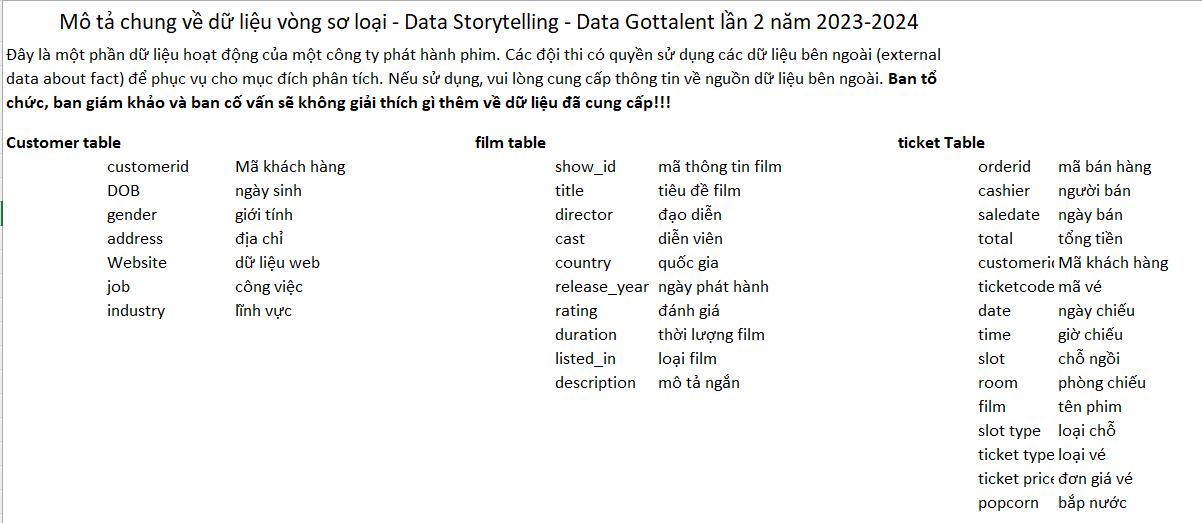 Mô tả chung về dữ liệu vòng sơ loại - Data Storytelling - Data Gottalent lần 2 năm 2023-2024
Đây là một phần dữ liệu hoạt động của một công ty phát hành phim. Các đội thi có quyền sử dụng các dữ liệu bên ngoài (external
data about fact) để phục vụ cho mục đích phân tích. Nếu sử dụng, vui lòng cung cấp thông tin về nguồn dữ liệu bên ngoài. Ban tổ
chức, ban giám khảo và ban cố vấn sẽ không giải thích gì thêm về dữ liệu đã cung cấp!!!
Customer table
customerid Mã khách hàng
DOB ngày sinh
gender giới tính
address địa chỉ
Website dữ liệu web
job công việc
industry lĩnh vực
film table
show_id mã thông tin film
title tiêu đề film
director đạo diễn
cast diễn viên
country quốc gia
release_year ngày phát hành
rating đánh giá
duration thời lượng film
listed_in loại film
description mô tả ngắn
ticket Table
orderid mã bán hàng
cashier người bán
saledate ngày bán
total tổng tiền
customeri Mã khách hàng
ticketcode mã vé
date ngày chiếu
time giờ chiếu
slot chỗ ngồi
room phòng chiếu
film tên phim
slot type loại chỗ
ticket type loại vé
ticket price đơn giá vé
popcorn bắp nước